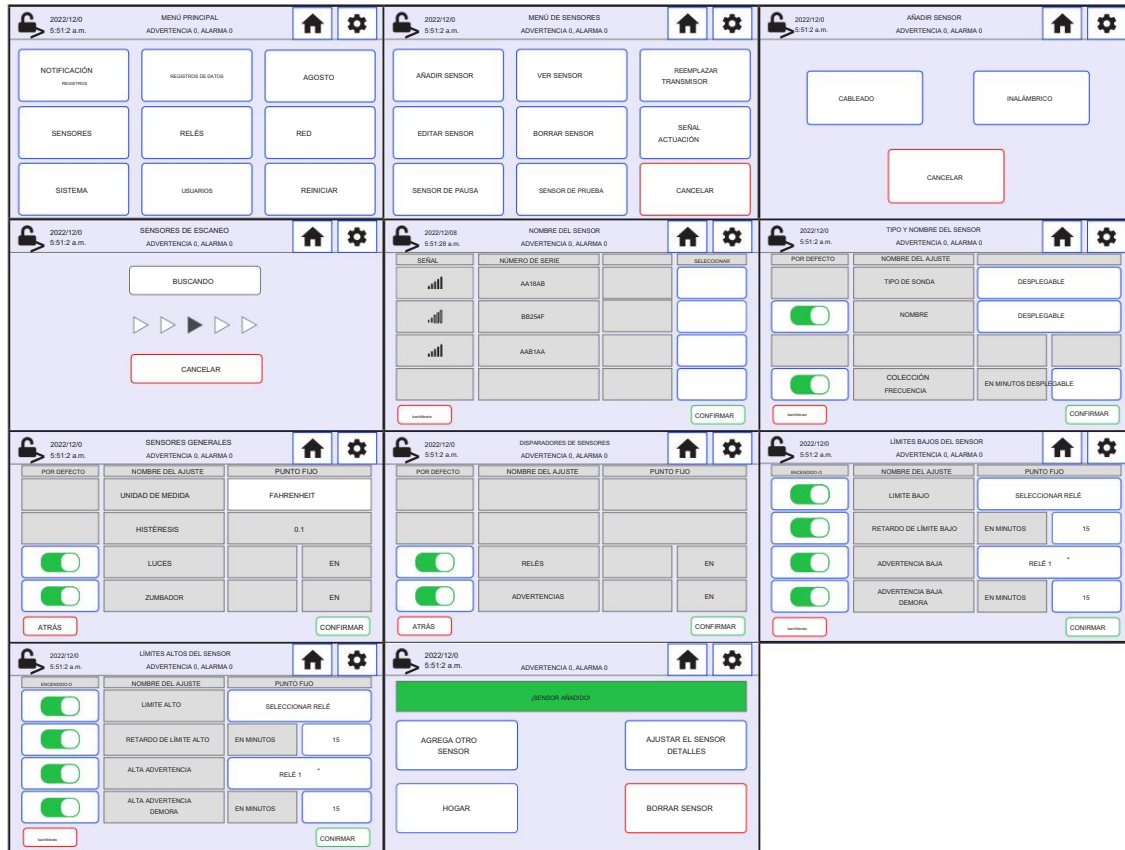 2022/12/0
5:51:2 a.m.
MENÚ PRINCIPAL
ADVERTENCIA 0, ALARMA 0
NOTIFICACIÓN
REGISTROS
REGISTROS DE DATOS
AGOSTO
SENSORES
RELÉS
RED
SISTEMA
USUARIOS
REINICIAR
2022/12/0
5:51:2 a.m.
MENÚ DE SENSORES
ADVERTENCIA 0, ALARMA 0
AÑADIR SENSOR
VER SENSOR
REEMPLAZAR
TRANSMISOR
EDITAR SENSOR
BORRAR SENSOR
SEÑAL
ACTUACIÓN
SENSOR DE PAUSA
SENSOR DE PRUEBA
CANCELAR
2022/12/0
5:51:2 a.m.
AÑADIR SENSOR
ADVERTENCIA 0, ALARMA 0
CABLEADO
INALÁMBRICO
CANCELAR
2022/12/0
5:51:2 a.m.
SENSORES DE ESCANEO
ADVERTENCIA 0, ALARMA 0
BUSCANDO
CANCELAR
2022/12/08
5:51:28 a.m.
NOMBRE DEL SENSOR
ADVERTENCIA 0, ALARMA 0
SEÑAL
NÚMERO DE SERIE
SELECCIONAR
AA18AB
BB254F
AAB1AA
bachillerato
CONFIRMAR
2022/12/0
5:51:2 a.m.
TIPO Y NOMBRE DEL SENSOR
ADVERTENCIA 0, ALARMA 0
POR DEFECTO
NOMBRE DEL AJUSTE
TIPO DE SONDA
DESPLEGABLE
NOMBRE
DESPLEGABLE
COLECCIÓN
FRECUENCIA
EN MINUTOS DESPLEGABLE
bachillerato
CONFIRMAR
2022/12/0
5:51:2 a.m.
SENSORES GENERALES
ADVERTENCIA 0, ALARMA 0
POR DEFECTO
NOMBRE DEL AJUSTE
PUNTO FIJO
UNIDAD DE MEDIDA
FAHRENHEIT
HISTÉRESIS
0.1
LUCES
EN
ZUMBADOR
EN
ATRÁS
CONFIRMAR
2022/12/0
5:51:2 a.m.
DISPARADORES DE SENSORES
ADVERTENCIA 0, ALARMA 0
POR DEFECTO
NOMBRE DEL AJUSTE
PUNTO FIJO
RELÉS
EN
ADVERTENCIAS
EN
ATRÁS
CONFIRMAR
2022/12/0
5:51:2 a.m.
LÍMITES BAJOS DEL SENSOR
ADVERTENCIA 0, ALARMA 0
ENCENDIDO-O
NOMBRE DEL AJUSTE
PUNTO FIJO
LIMITE BAJO
SELECCIONAR RELÉ
RETARDO DE LÍMITE BAJO
EN MINUTOS
15
ADVERTENCIA BAJA
RELÉ 1 *
ADVERTENCIA BAJA
DEMORA
EN MINUTOS
15
bachillerato
CONIRMAR
2022/12/0
5:51:2 a.m.
LÍMITES ALTOS DEL SENSOR
ADVERTENCIA 0, ALARMA 0
ENCENDIDO-O
NOMBRE DEL AJUSTE
PUNTO FIJO
LIMITE ALTO
SELECCIONAR RELÉ
RETARDO DE LÍMITE ALTO
EN MINUTOS
15
ALTA ADVERTENCIA
RELÉ 1 *
ALTA ADVERTENCIA
DEMORA
EN MINUTOS
15
bachillerato
CONIRMAR
2022/12/0
5:51:2 a.m.
ADVERTENCIA 0, ALARMA 0
¡SENSOR AÑADIDO!
AGREGA OTRO
SENSOR
AJUSTAR EL SENSOR
DETALLES
HOGAR
BORRAR SENSOR